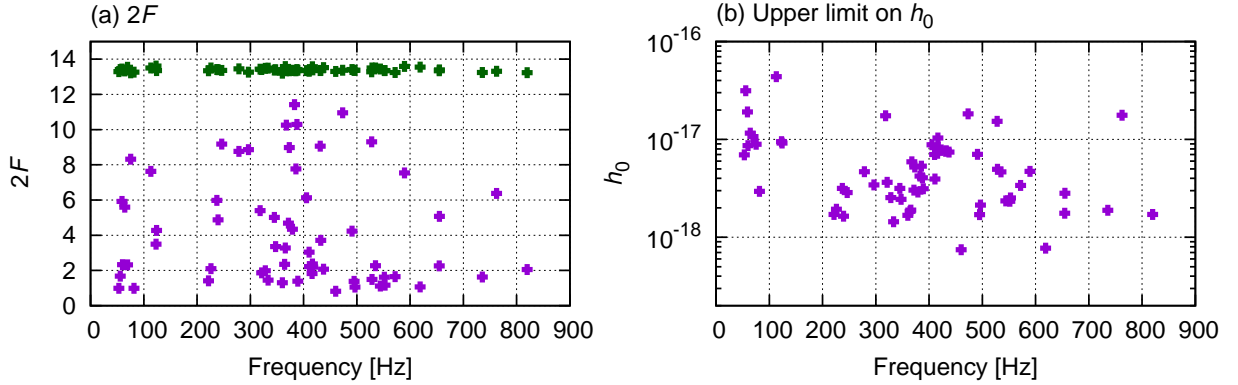 (a) 2F
2F
14
12
10
8
6
4
2
0
0 100 200 300 400 500 600 700 800 900
Frequency [Hz]
(b) Upper limit on h₀
h₀
10⁻¹⁶
10⁻¹⁷
10⁻¹⁸
0 100 200 300 400 500 600 700 800 900
Frequency [Hz]